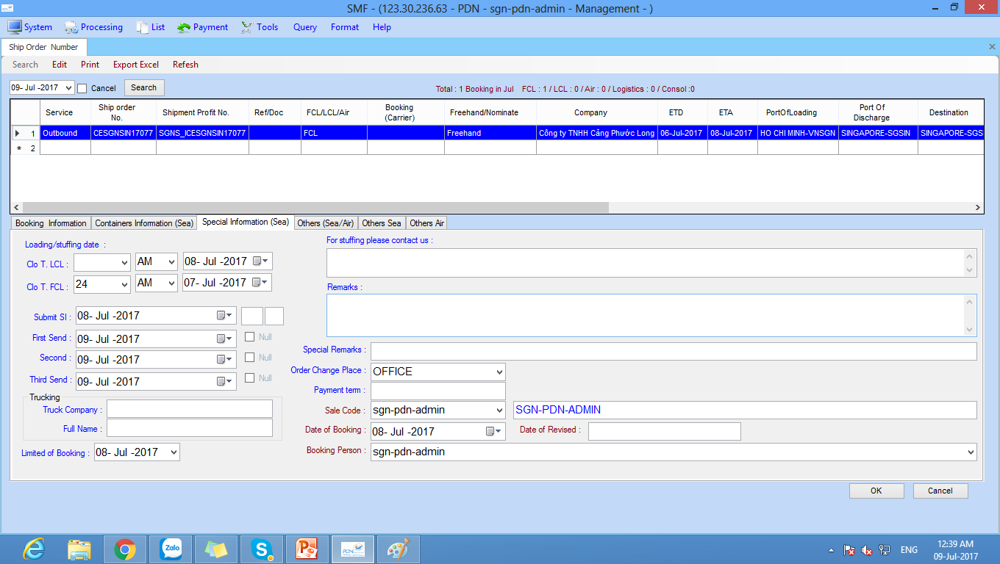 SMF - (123.30.236.63 - PDN - sgn-pdn-admin - Management - )
System Processing List Payment Tools Query Format Help
Ship Order Number
Search Edit Print Export Excel Refesh
09- Jul -2017 Cancel Search Total : 1 Booking in Jul FCL : 1 / LCL : 0 / Air : 0 / Logistics : 0 / Consol :0
Service Ship order No. Shipment Profit No. Ref/Doc FCL/LCL/Air Booking (Carrier) Freehand/Nominate Company ETD ETA PortOfLoading Port Of Discharge Destination
1 Outbound CESGNSIN17077 SGNS_ICESGNSIN17077 FCL Freehand Công ty TNHH Cảng Phước Long 06-Jul-2017 08-Jul-2017 HO CHI MINH-VNSGN SINGAPORE-SGSIN SINGAPORE-SGS
* 2
Booking Information Containers Information (Sea) Special Information (Sea) Others (Sea/Air) Others Sea Others Air
Loading/stuffing date :
Clo T. LCL : AM 08- Jul -2017
Clo T. FCL : 24 AM 07- Jul -2017
Submit SI : 08- Jul -2017
First Send : 09- Jul -2017 Null
Second : 09- Jul -2017 Null
Third Send : 09- Jul -2017 Null
Trucking
Truck Company :
Full Name :
Limited of Booking : 08- Jul -2017
For stuffing please contact us :
Remarks :
Special Remarks :
Order Change Place : OFFICE
Payment term :
Sale Code : sgn-pdn-admin SGN-PDN-ADMIN
Date of Booking : 08- Jul -2017 Date of Revised :
Booking Person : sgn-pdn-admin
OK Cancel
Zalo
PDN
ENG
12:39 AM
09-Jul-2017